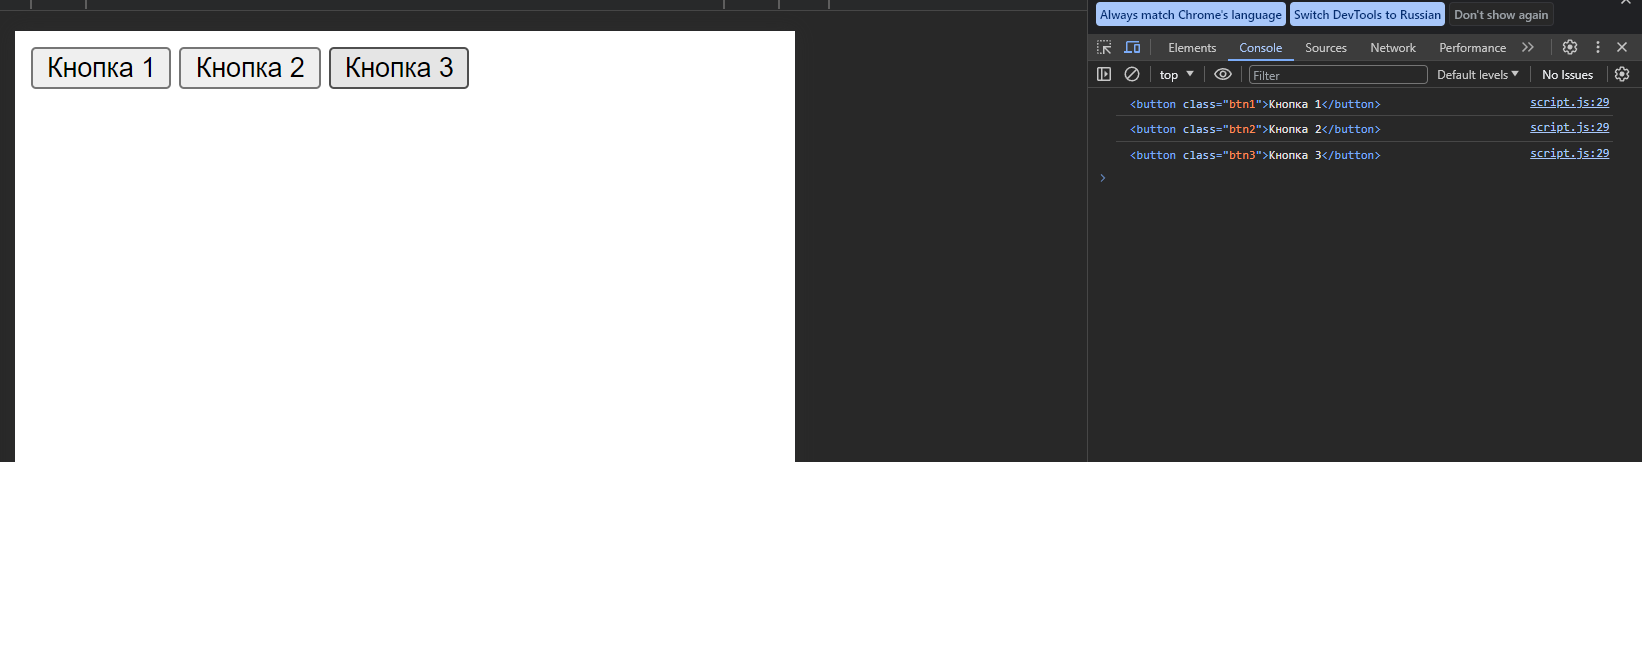 Always match Chrome's language Switch DevTools to Russian Don't show again
Elements Console Sources Network Performance
top Filter Default levels No Issues
Кнопка 1 Кнопка 2 Кнопка 3
<button class="btn1">Кнопка 1</button> script.js:29
<button class="btn2">Кнопка 2</button> script.js:29
<button class="btn3">Кнопка 3</button> script.js:29